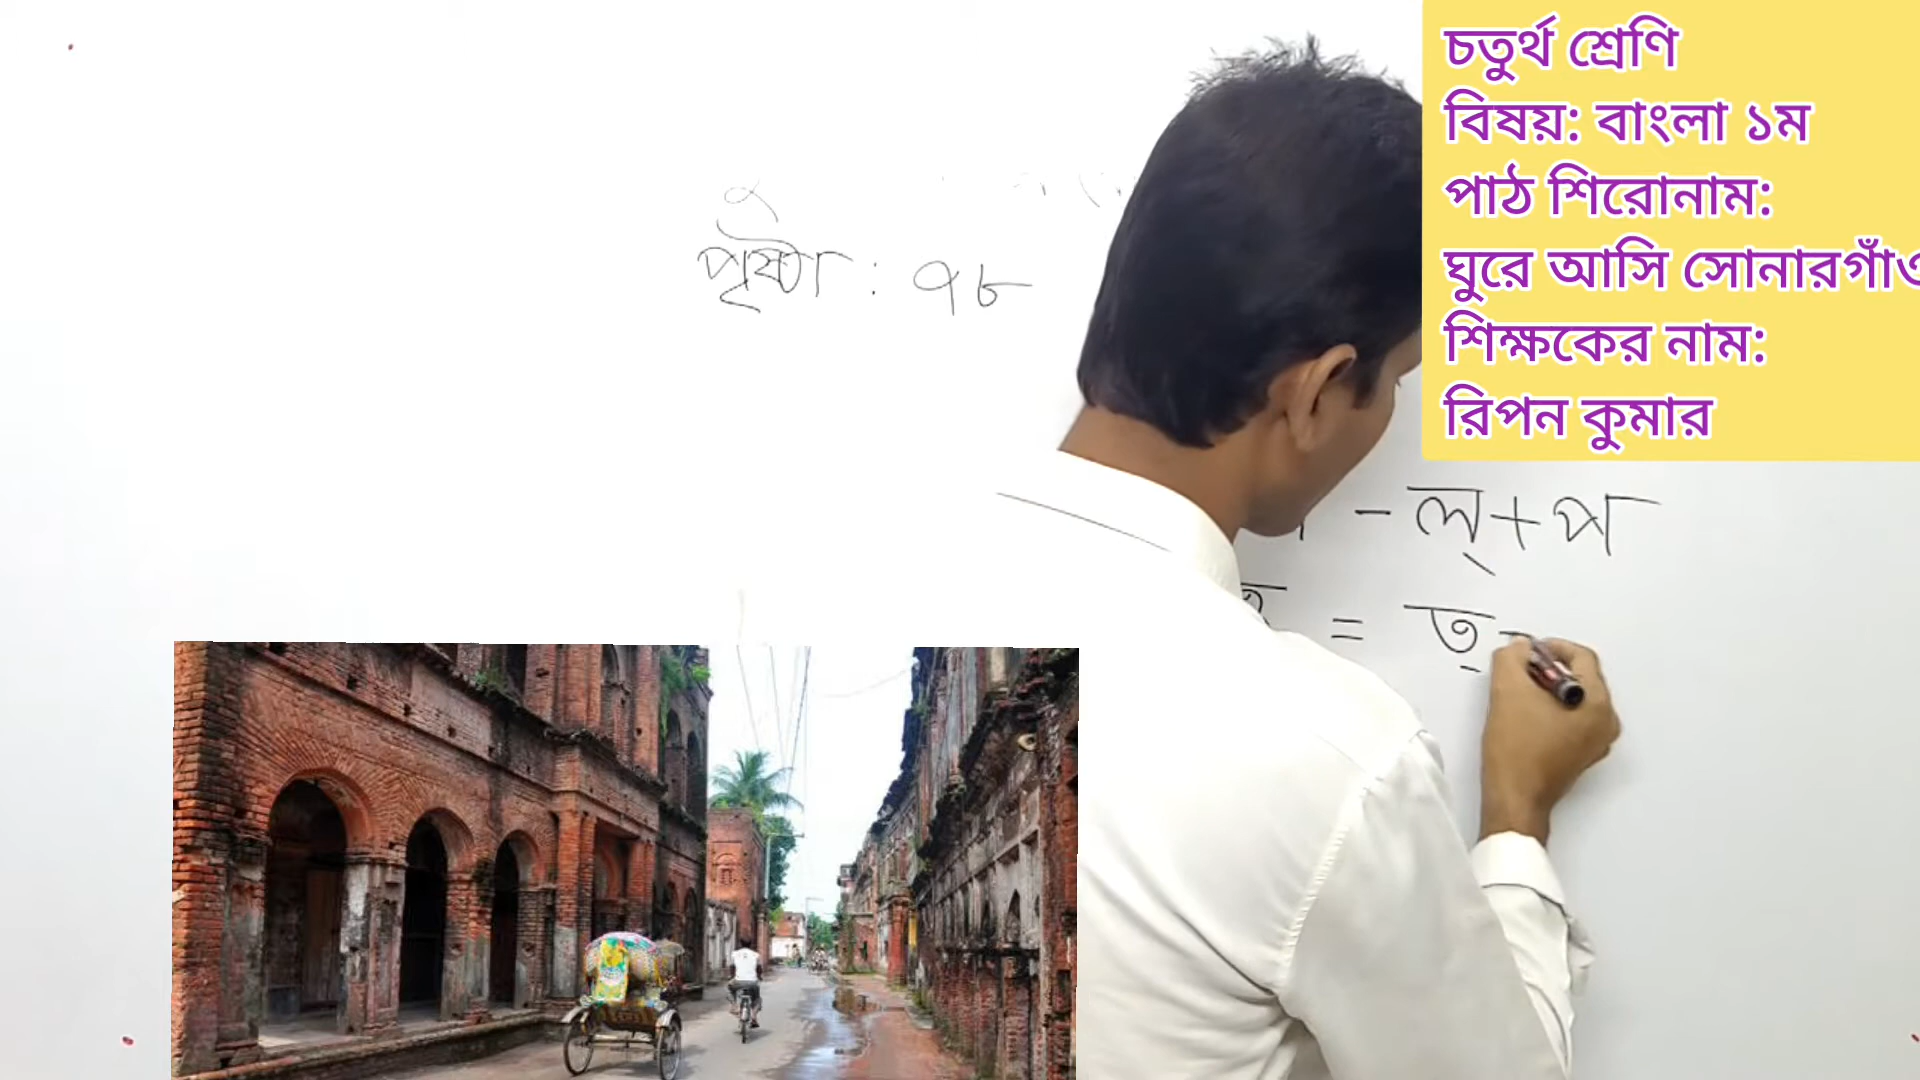 চতুর্থ শ্রেণি
বিষয়: বাংলা ১ম
পাঠ শিরোনাম:
ঘুরে আসি সোনারগাঁও
শিক্ষকের নাম:
রিপন কুমার
পৃষ্ঠা : ৭৮
- ল্+প
= ত্